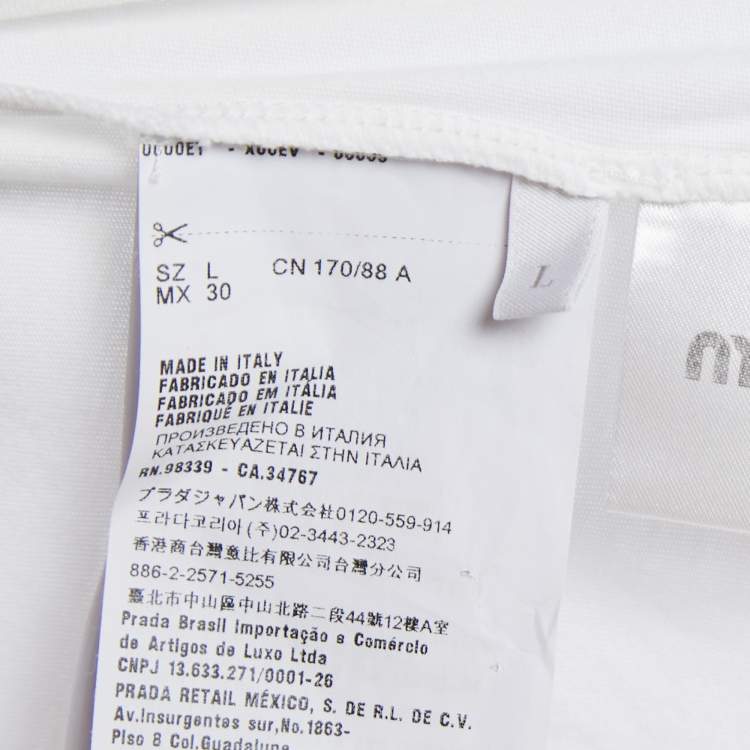 SZ L CN 170/88 A
MX 30
L
MADE IN ITALY
FABRICADO EN ITALIA
FABRICADO EM ITÁLIA
FABRIQUÉ EN ITALIE
ПРОИЗВЕДЕНО В ИТАЛИЯ
ΚΑΤΑΣΚΕΥΑΖΕΤΑΙ ΣΤΗΝ ΙΤΑΛΙΑ
RN.98339 - CA.34767
プラダジャパン株式会社0120-559-914
프라다코리아 (주)02-3443-2323
香港商台灣意比有限公司台灣分公司
886-2-2571-5255
臺北市中山區中山北路二段44號12樓A室
Prada Brasil Importação e Comércio
de Artigos de Luxo Ltda
CNPJ 13.633.271/0001-26
PRADA RETAIL MÉXICO, S. DE R.L. DE C.V.
Av.Insurgentes sur,No.1863-
Piso 8 Col.Guadalupe